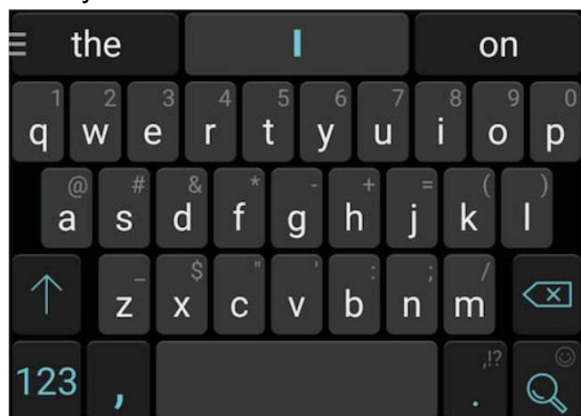 the I on
1 2 3 4 5 6 7 8 9 0
q w e r t y u i o p
@ # & * - + = ( )
a s d f g h j k l
_ $ " ' : ; /
z x c v b n m
,!?
123 , .